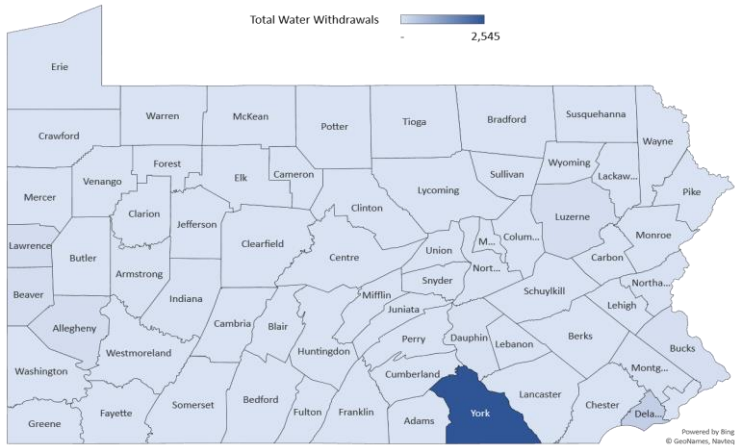 Total Water Withdrawals
- 2,545
Erie
Crawford
Warren
McKean
Potter
Tioga
Bradford
Susquehanna
Wayne
Mercer
Venango
Forest
Elk
Cameron
Lycoming
Sullivan
Wyoming
Lackaw...
Pike
Clarion
Jefferson
Clinton
Luzerne
Monroe
Lawrence
Butler
Clearfield
Centre
Union
M...
Colum...
Carbon
Armstrong
Snyder
Nort...
Northa...
Beaver
Indiana
Mifflin
Schuylkill
Lehigh
Allegheny
Cambria
Blair
Juniata
Perry
Dauphin
Lebanon
Berks
Bucks
Westmoreland
Huntingdon
Washington
Cumberland
Montg...
Greene
Fayette
Somerset
Bedford
Fulton
Franklin
Adams
York
Lancaster
Chester
Dela...
Powered by Bing
© GeoNames, Navteq